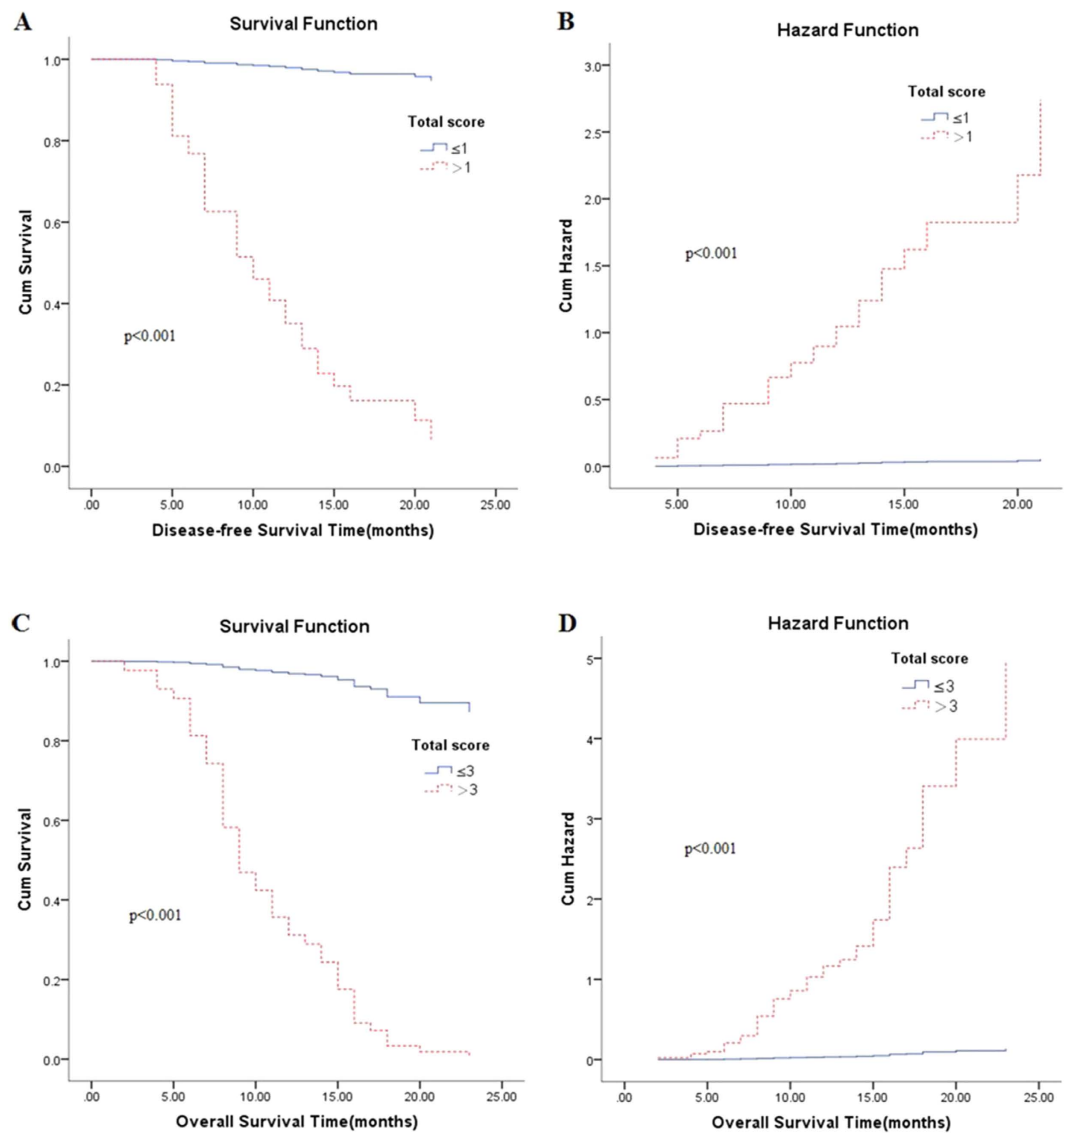 A
Survival Function
Cum Survival
1.0
0.8
0.6
0.4
0.2
0.0
Total score
≤1
>1
p<0.001
.00 5.00 10.00 15.00 20.00 25.00
Disease-free Survival Time(months)
B
Hazard Function
Cum Hazard
3.0
2.5
2.0
1.5
1.0
0.5
0.0
Total score
≤1
>1
p<0.001
5.00 10.00 15.00 20.00
Disease-free Survival Time(months)
C
Survival Function
Cum Survival
1.0
0.8
0.6
0.4
0.2
0.0
Total score
≤3
>3
p<0.001
.00 5.00 10.00 15.00 20.00 25.00
Overall Survival Time(months)
D
Hazard Function
Cum Hazard
5
4
3
2
1
0
Total score
≤3
>3
p<0.001
.00 5.00 10.00 15.00 20.00 25.00
Overall Survival Time(months)